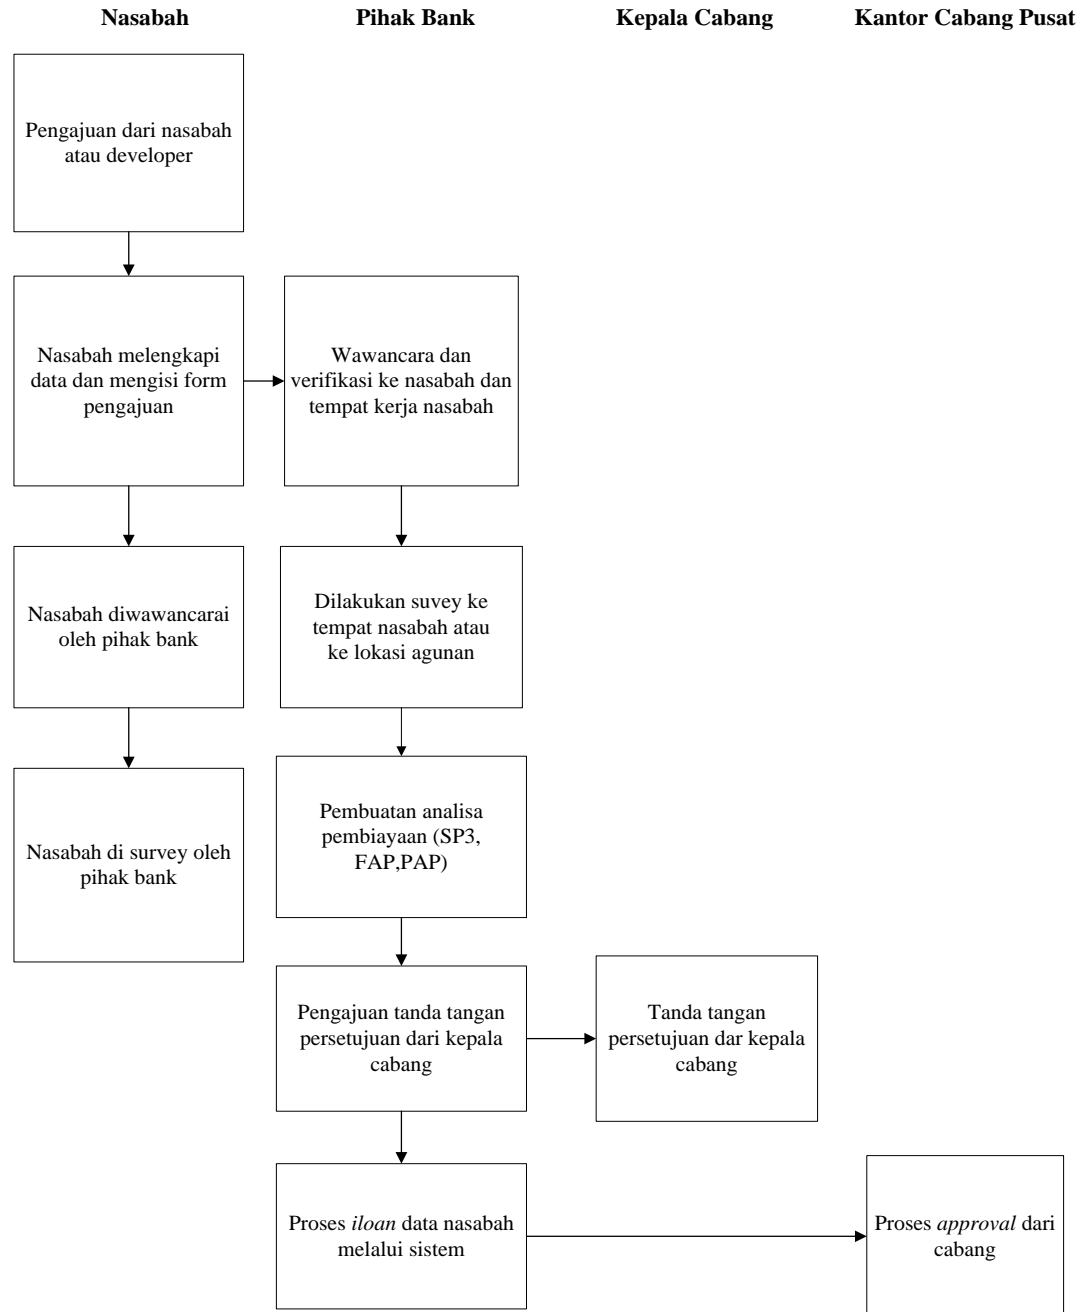 Nasabah
Pihak Bank
Kepala Cabang
Kantor Cabang Pusat
Pengajuan dari nasabah
atau developer
Nasabah melengkapi
data dan mengisi form
pengajuan
Wawancara dan
verifikasi ke nasabah dan
tempat kerja nasabah
Nasabah diwawancarai
oleh pihak bank
Dilakukan suvey ke
tempat nasabah atau
ke lokasi agunan
Nasabah di survey oleh
pihak bank
Pembuatan analisa
pembiayaan (SP3,
FAP,PAP)
Pengajuan tanda tangan
persetujuan dari kepala
cabang
Tanda tangan
persetujuan dar kepala
cabang
Proses iloan data nasabah
melalui sistem
Proses approval dari
cabang